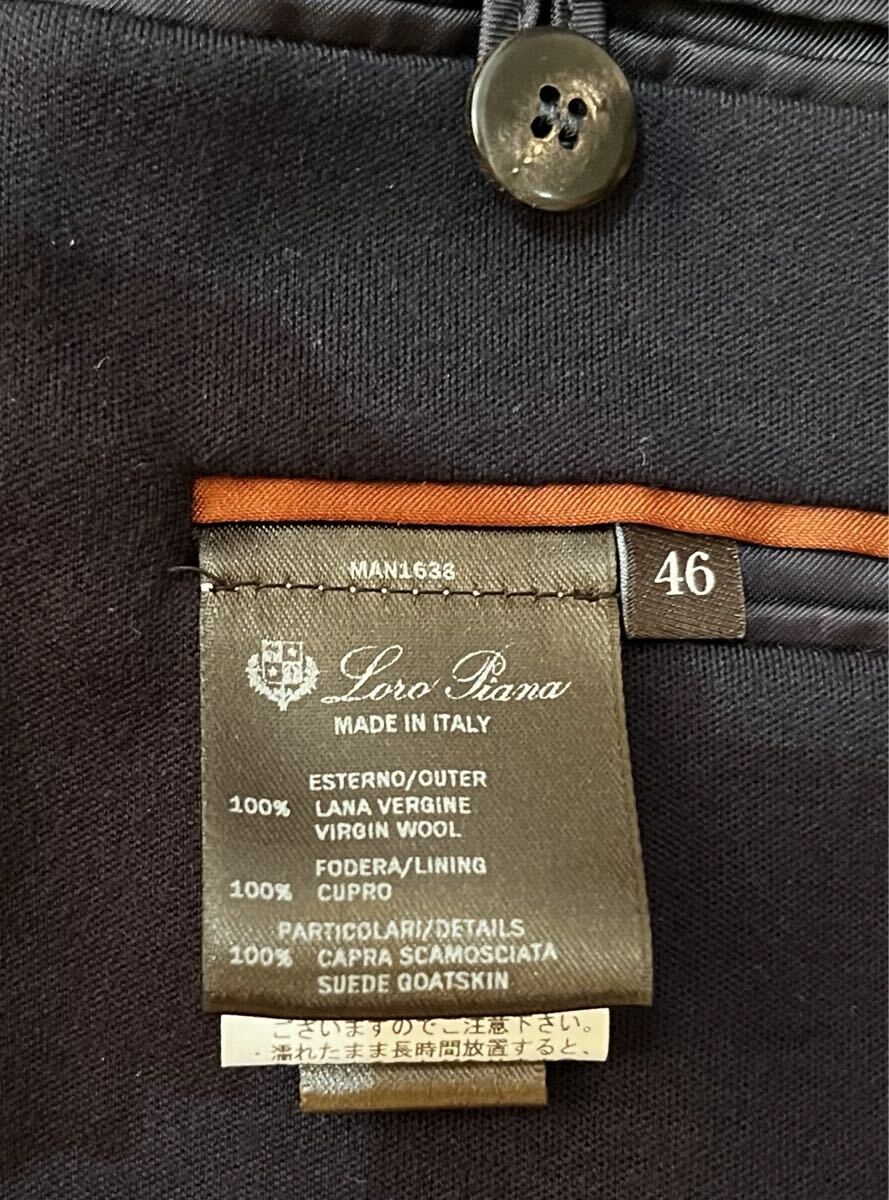 MAN1638
46
Loro Piana
MADE IN ITALY
ESTERNO/OUTER
100% LANA VERGINE
VIRGIN WOOL
FODERA/LINING
100% CUPRO
PARTICOLARI/DETAILS
100% CAPRA SCAMOSCIATA
SUEDE GOATSKIN
ございますのでご注意下さい。
・濡れたまま長時間放置すると、